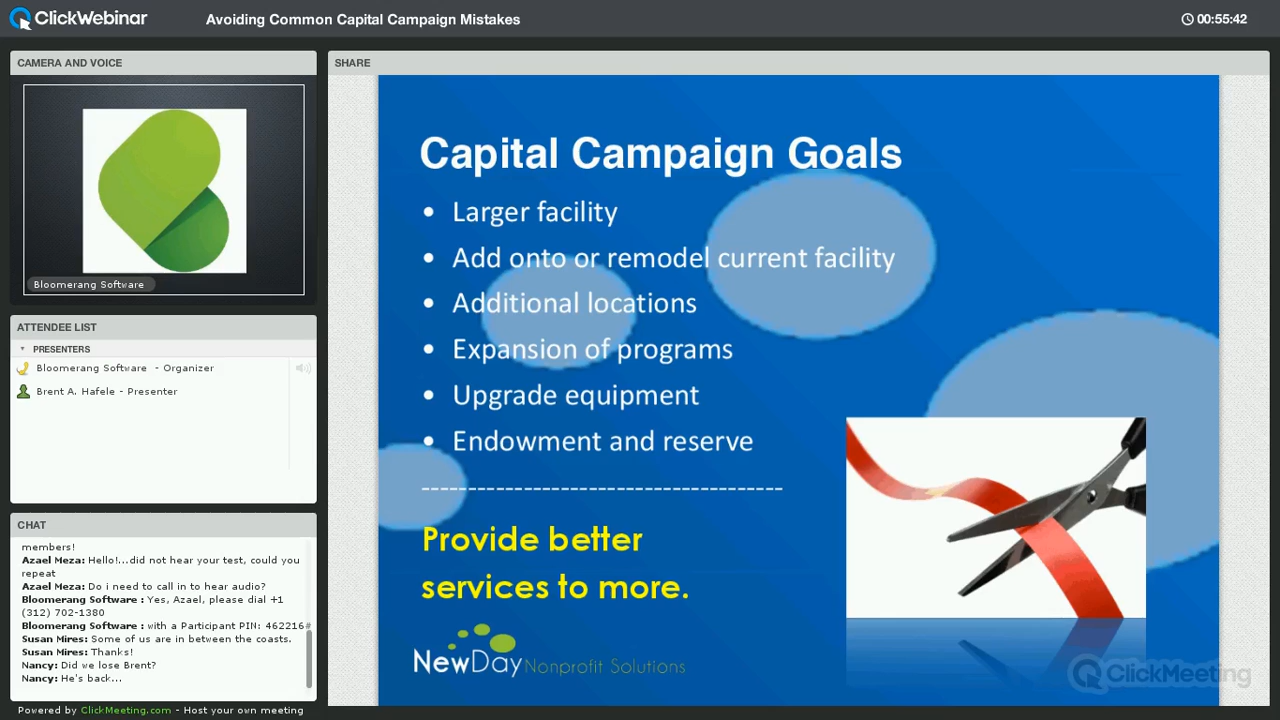 ClickWebinar
Avoiding Common Capital Campaign Mistakes
00:55:42
CAMERA AND VOICE
Bloomerang Software
ATTENDEE LIST
PRESENTERS
Bloomerang Software - Organizer
Brent A. Hafele - Presenter
CHAT
members!
Azael Meza: Hello!...did not hear your test, could you
repeat
Azael Meza: Do i need to call in to hear audio?
Bloomerang Software : Yes, Azael, please dial +1
(312) 702-1380
Bloomerang Software : with a Participant PIN: 462216#
Susan Mires: Some of us are in between the coasts.
Susan Mires: Thanks!
Nancy: Did we lose Brent?
Nancy: He's back...
Powered by ClickMeeting.com - Host your own meeting
SHARE
Capital Campaign Goals
• Larger facility
• Add onto or remodel current facility
• Additional locations
• Expansion of programs
• Upgrade equipment
• Endowment and reserve
---------------------------------------
Provide better
services to more.
NewDay Nonprofit Solutions
ClickMeeting